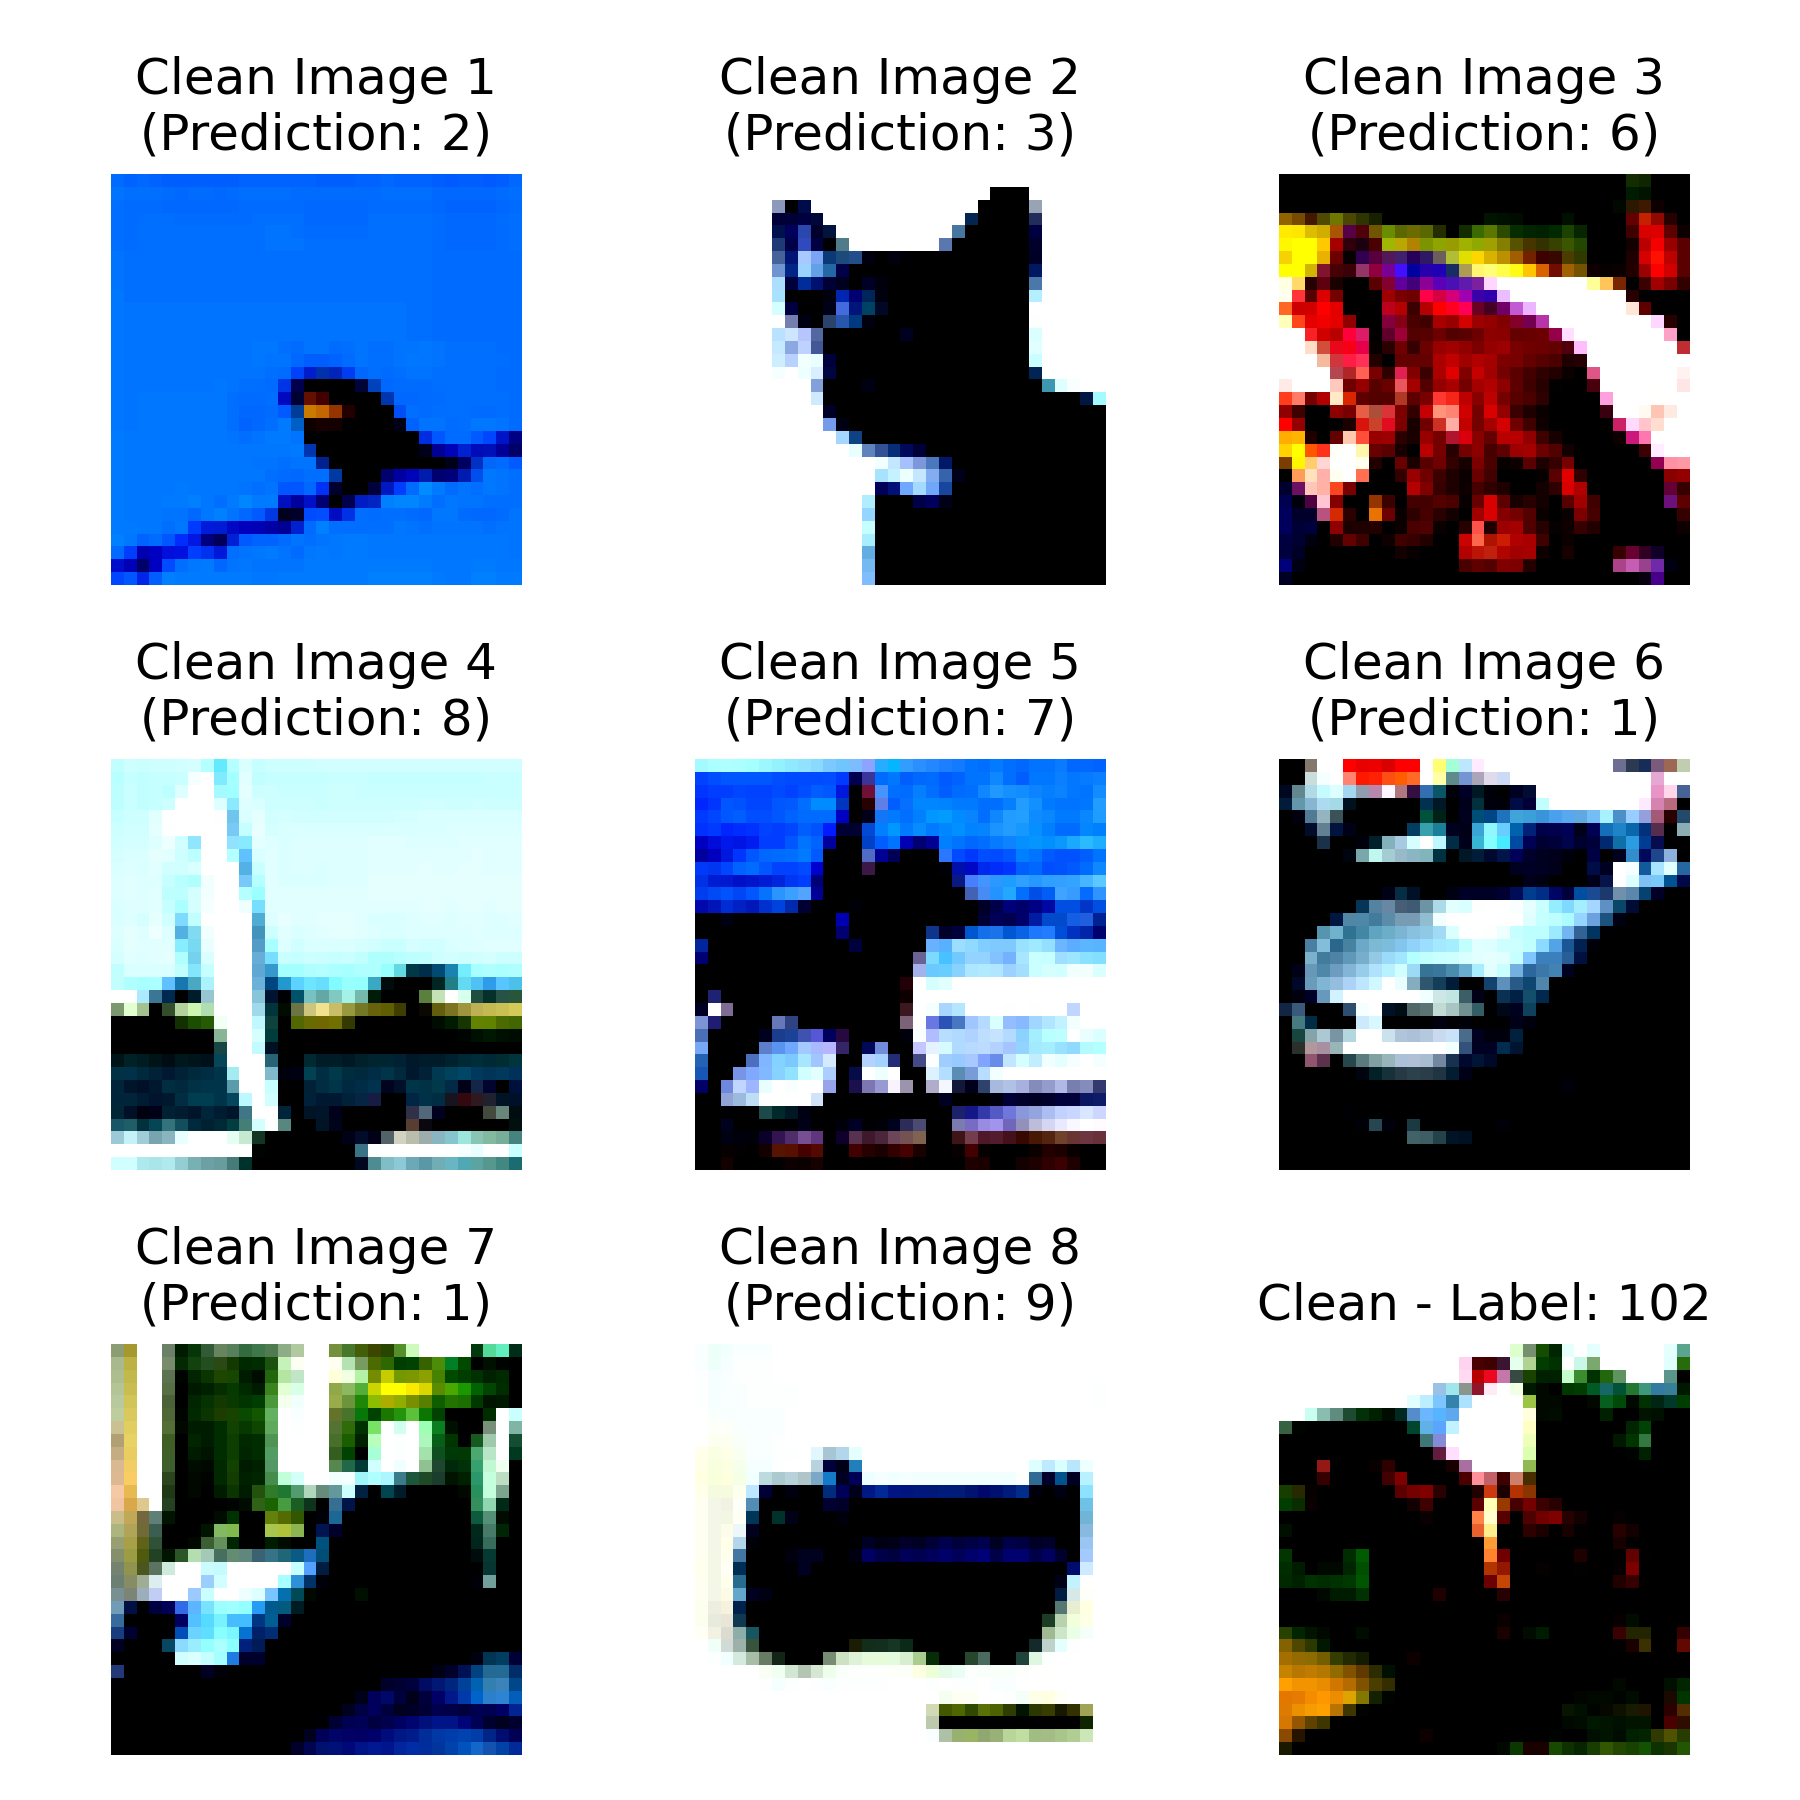 Clean Image 1
(Prediction: 2)
Clean Image 2
(Prediction: 3)
Clean Image 3
(Prediction: 6)
Clean Image 4
(Prediction: 8)
Clean Image 5
(Prediction: 7)
Clean Image 6
(Prediction: 1)
Clean Image 7
(Prediction: 1)
Clean Image 8
(Prediction: 9)
Clean - Label: 102